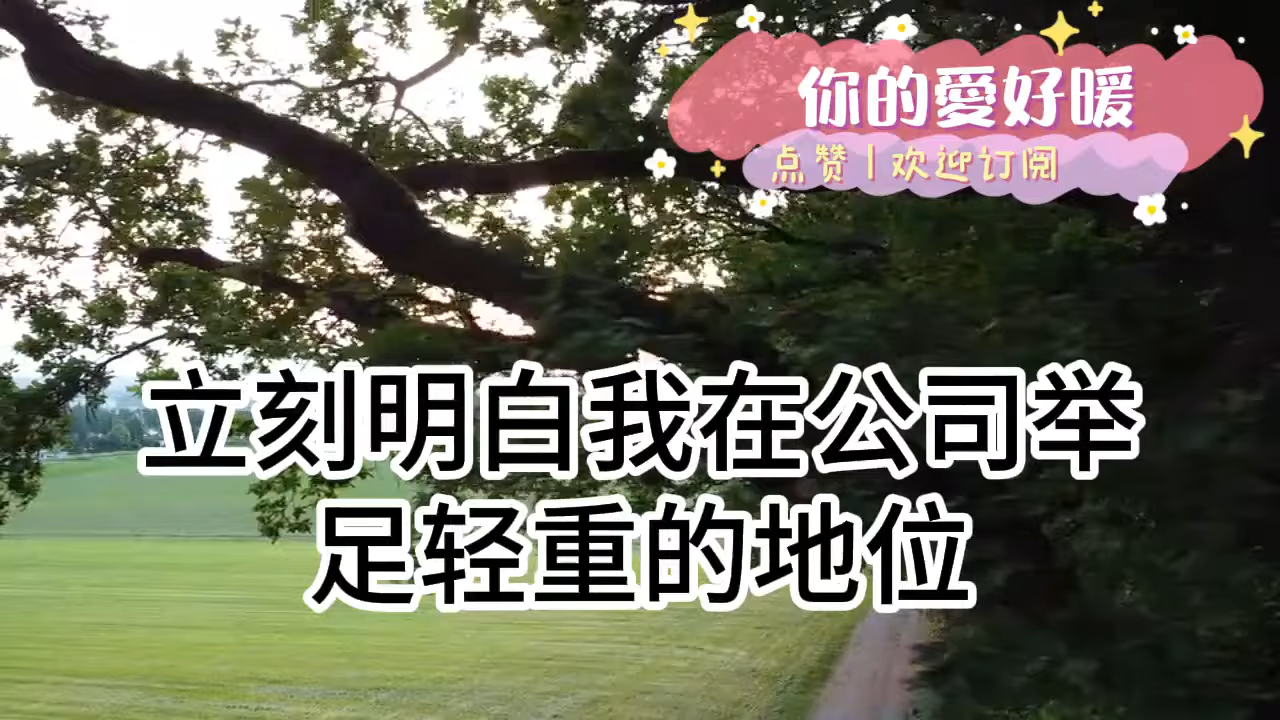 你的愛好暖
点赞 | 欢迎订阅
立刻明白我在公司举
足轻重的地位